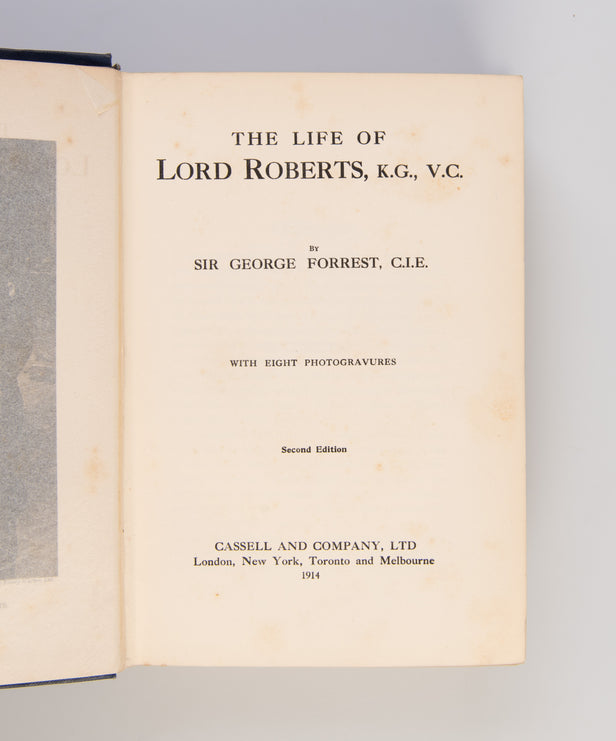 THE LIFE OF
LORD ROBERTS, K.G., V.C.
BY
SIR GEORGE FORREST, C.I.E.
WITH EIGHT PHOTOGRAVURES
Second Edition
CASSELL AND COMPANY, LTD
London, New York, Toronto and Melbourne
1914